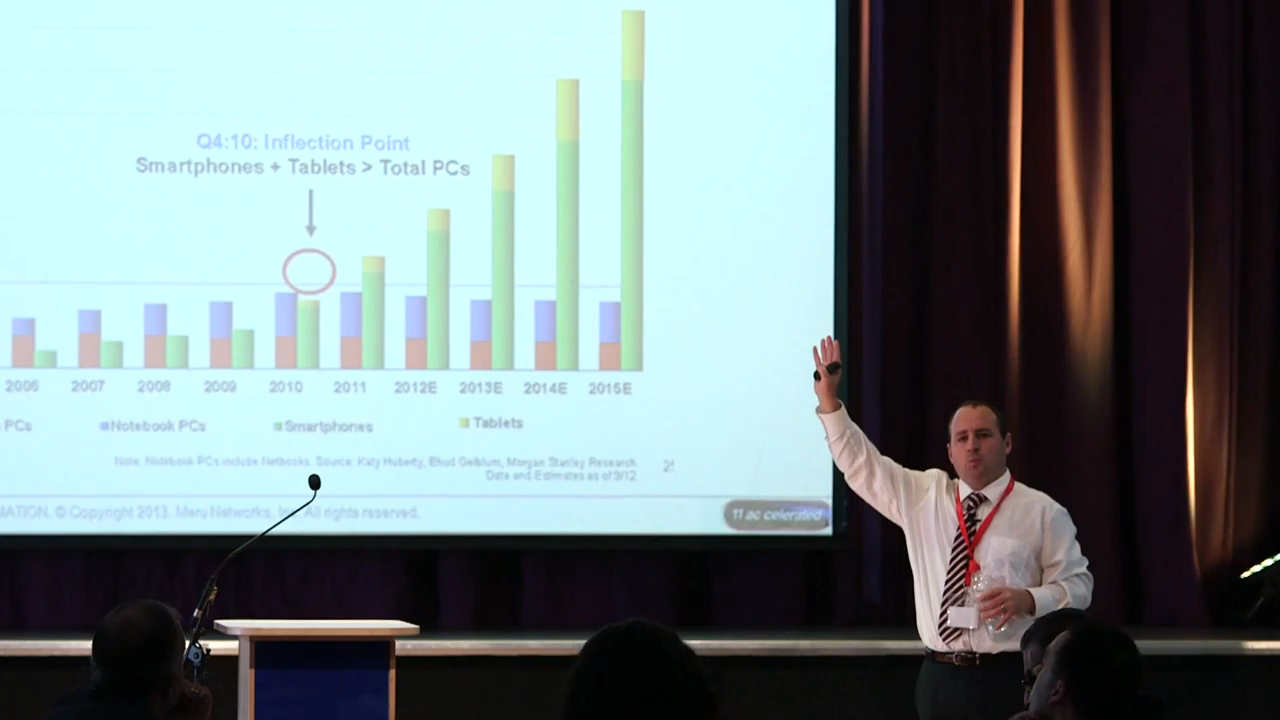 Q4:10: Inflection Point
Smartphones + Tablets > Total PCs
2006 2007 2008 2009 2010 2011 2012E 2013E 2014E 2015E
PCs Notebook PCs Smartphones Tablets
Note: Notebook PCs include Netbooks. Source: Katy Huberty, Ehud Gelblum, Morgan Stanley Research
Data and Estimates as of 9/12
MATION. © Copyright 2013. Meru Networks, Inc. All rights reserved.
11 ac celerated